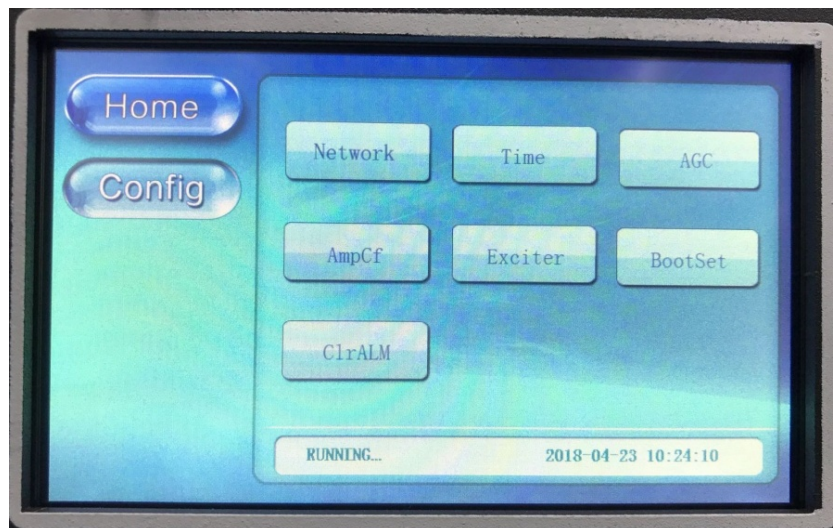 Home
Config
Network Time AGC
AmpCf Exciter BootSet
ClrALM
RUNNING... 2018-04-23 10:24:10